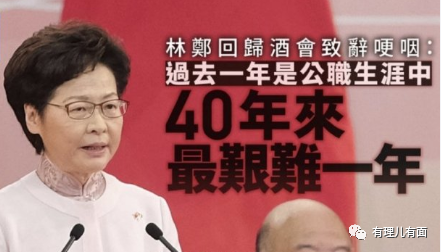 林鄭回歸酒會致辭哽咽:
過去一年是公職生涯中
40年來
最艱難一年
有理儿有面